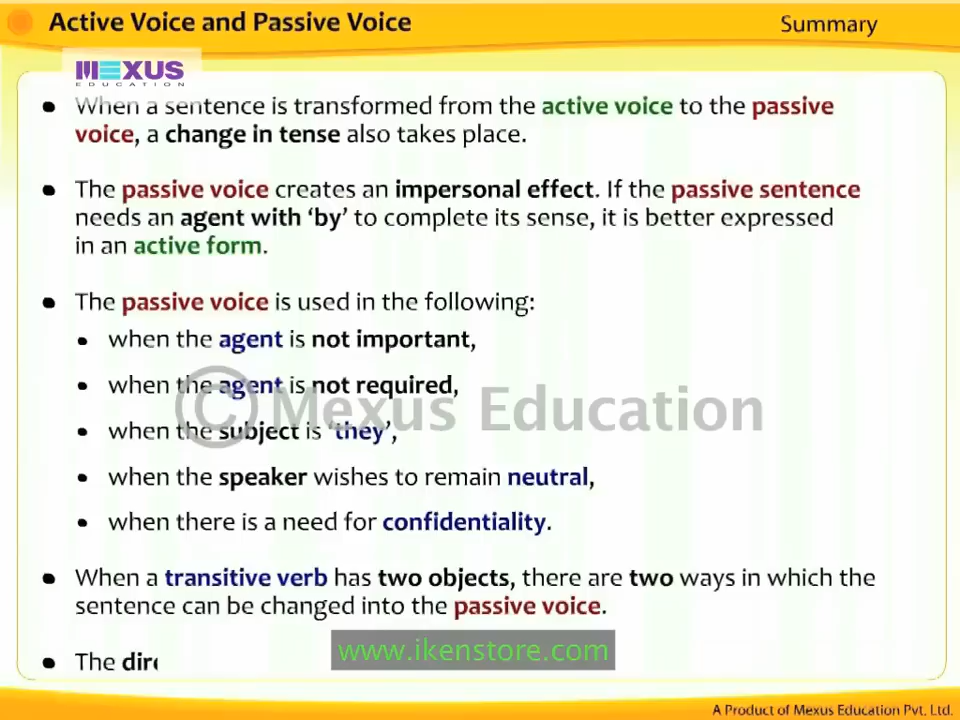 Active Voice and Passive Voice
Summary
MEXUS
EDUCATION
• When a sentence is transformed from the active voice to the passive
voice, a change in tense also takes place.
• The passive voice creates an impersonal effect. If the passive sentence
needs an agent with ‘by’ to complete its sense, it is better expressed
in an active form.
• The passive voice is used in the following:
• when the agent is not important,
• when the agent is not required,
© Mexus Education
• when the subject is ‘they’,
• when the speaker wishes to remain neutral,
• when there is a need for confidentiality.
• When a transitive verb has two objects, there are two ways in which the
sentence can be changed into the passive voice.
www.ikenstore.com
• The
A Product of Mexus Education Pvt. Ltd.